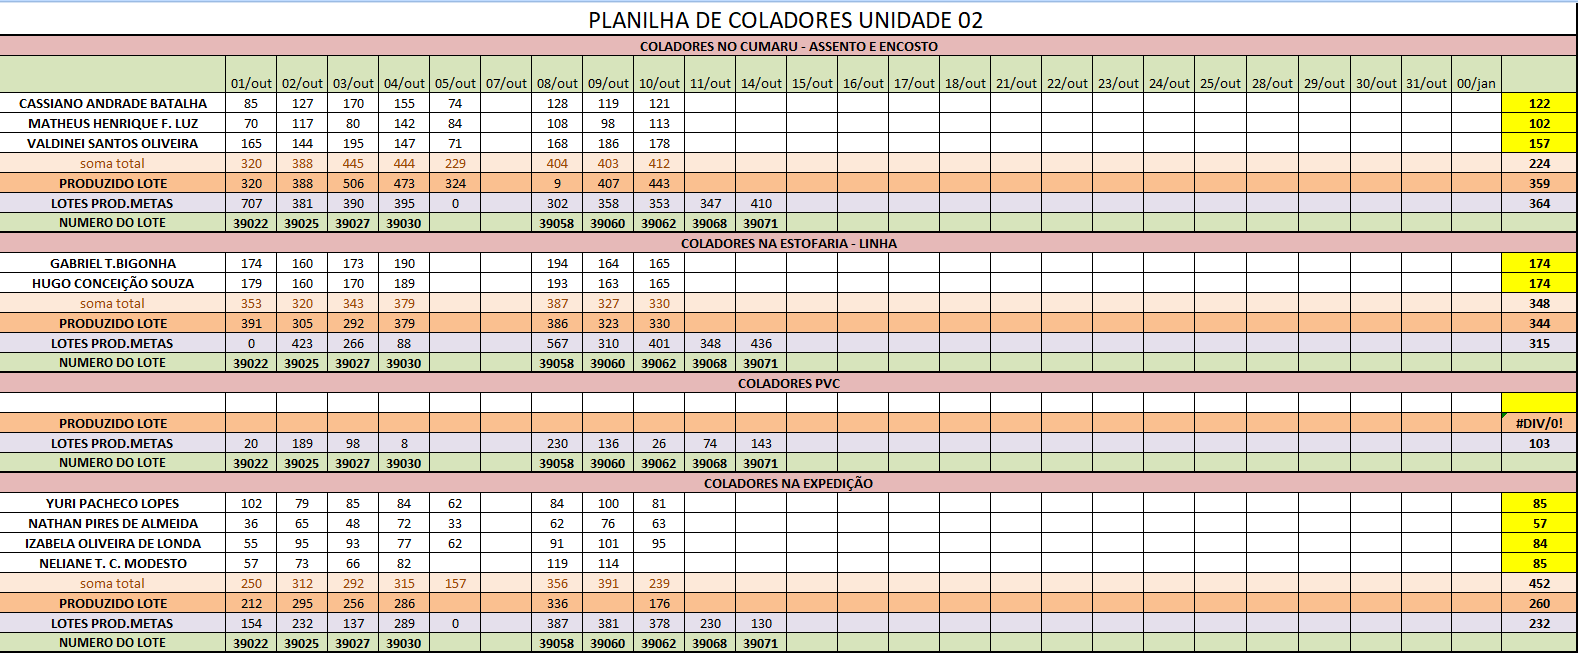 PLANILHA DE COLADORES UNIDADE 02
COLADORES NO CUMARU - ASSENTO E ENCOSTO
01/out 02/out 03/out 04/out 05/out 07/out 08/out 09/out 10/out 11/out 14/out 15/out 16/out 17/out 18/out 21/out 22/out 23/out 24/out 25/out 28/out 29/out 30/out 31/out 00/jan
CASSIANO ANDRADE BATALHA 85 127 170 155 74 128 119 121 122
MATHEUS HENRIQUE F. LUZ 70 117 80 142 84 108 98 113 102
VALDINEI SANTOS OLIVEIRA 165 144 195 147 71 168 186 178 157
soma total 320 388 445 444 229 404 403 412 224
PRODUZIDO LOTE 320 388 506 473 324 9 407 443 359
LOTES PROD.METAS 707 381 390 395 0 302 358 353 347 410 364
NUMERO DO LOTE 39022 39025 39027 39030 39058 39060 39062 39068 39071
COLADORES NA ESTOFARIA - LINHA
GABRIEL T.BIGONHA 174 160 173 190 194 164 165 174
HUGO CONCEIÇÃO SOUZA 179 160 170 189 193 163 165 174
soma total 353 320 343 379 387 327 330 348
PRODUZIDO LOTE 391 305 292 379 386 323 330 344
LOTES PROD.METAS 0 423 266 88 567 310 401 348 436 315
NUMERO DO LOTE 39022 39025 39027 39030 39058 39060 39062 39068 39071
COLADORES PVC
PRODUZIDO LOTE #DIV/0!
LOTES PROD.METAS 20 189 98 8 230 136 26 74 143 103
NUMERO DO LOTE 39022 39025 39027 39030 39058 39060 39062 39068 39071
COLADORES NA EXPEDIÇÃO
YURI PACHECO LOPES 102 79 85 84 62 84 100 81 85
NATHAN PIRES DE ALMEIDA 36 65 48 72 33 62 76 63 57
IZABELA OLIVEIRA DE LONDA 55 95 93 77 62 91 101 95 84
NELIANE T. C. MODESTO 57 73 66 82 119 114 85
soma total 250 312 292 315 157 356 391 239 452
PRODUZIDO LOTE 212 295 256 286 336 176 260
LOTES PROD.METAS 154 232 137 289 0 387 381 378 230 130 232
NUMERO DO LOTE 39022 39025 39027 39030 39058 39060 39062 39068 39071